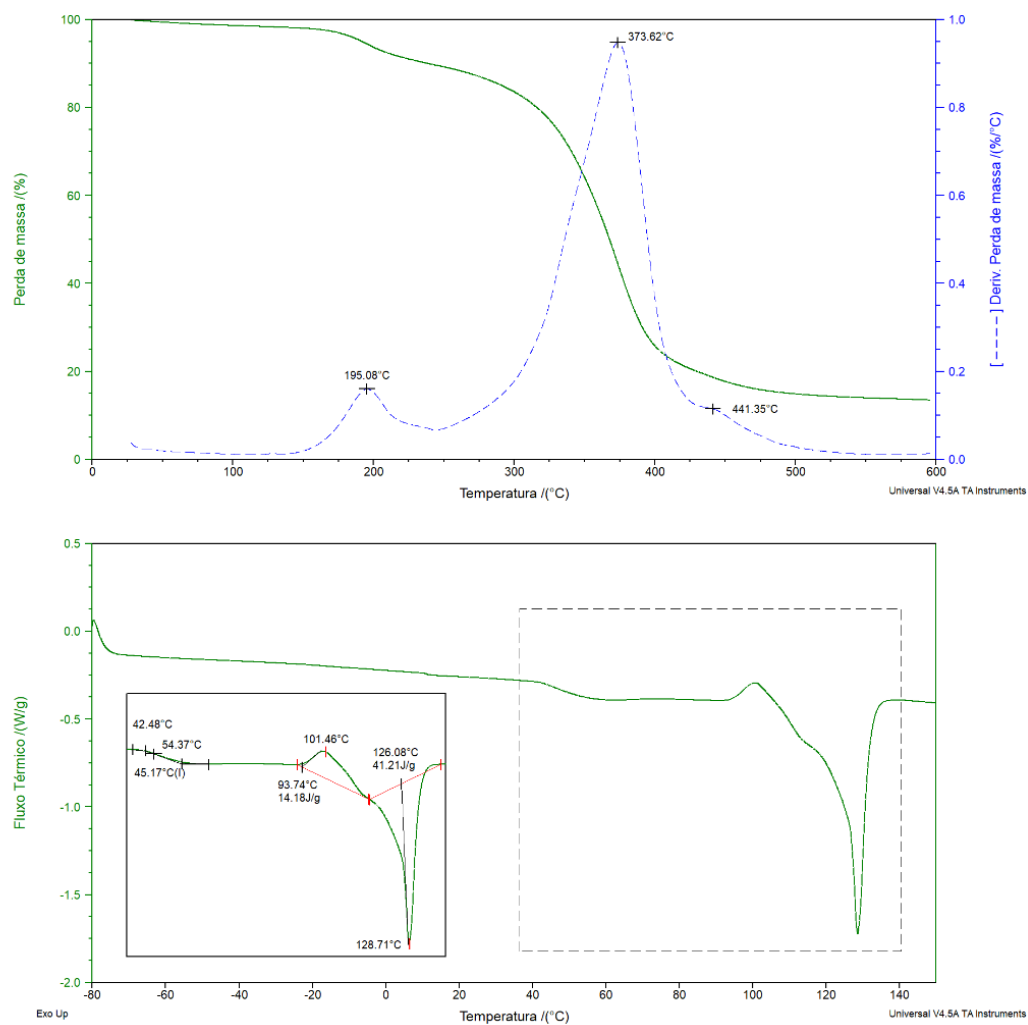 100
80
60
40
20
0
Perda de massa /(%)
373.62°C
195.08°C
441.35°C
1.0
0.8
0.6
0.4
0.2
0.0
[ – – – – ] Deriv. Perda de massa /(%/°C)
0
100
200
300
400
500
600
Temperatura /(°C)
Universal V4.5A TA Instruments
0.5
0.0
-0.5
-1.0
-1.5
-2.0
Fluxo Térmico /(W/g)
42.48°C
54.37°C
45.17°C(I)
101.46°C
93.74°C
14.18J/g
126.08°C
41.21J/g
128.71°C
-80
-60
-40
-20
0
20
40
60
80
100
120
140
Exo Up
Temperatura /(°C)
Universal V4.5A TA Instruments